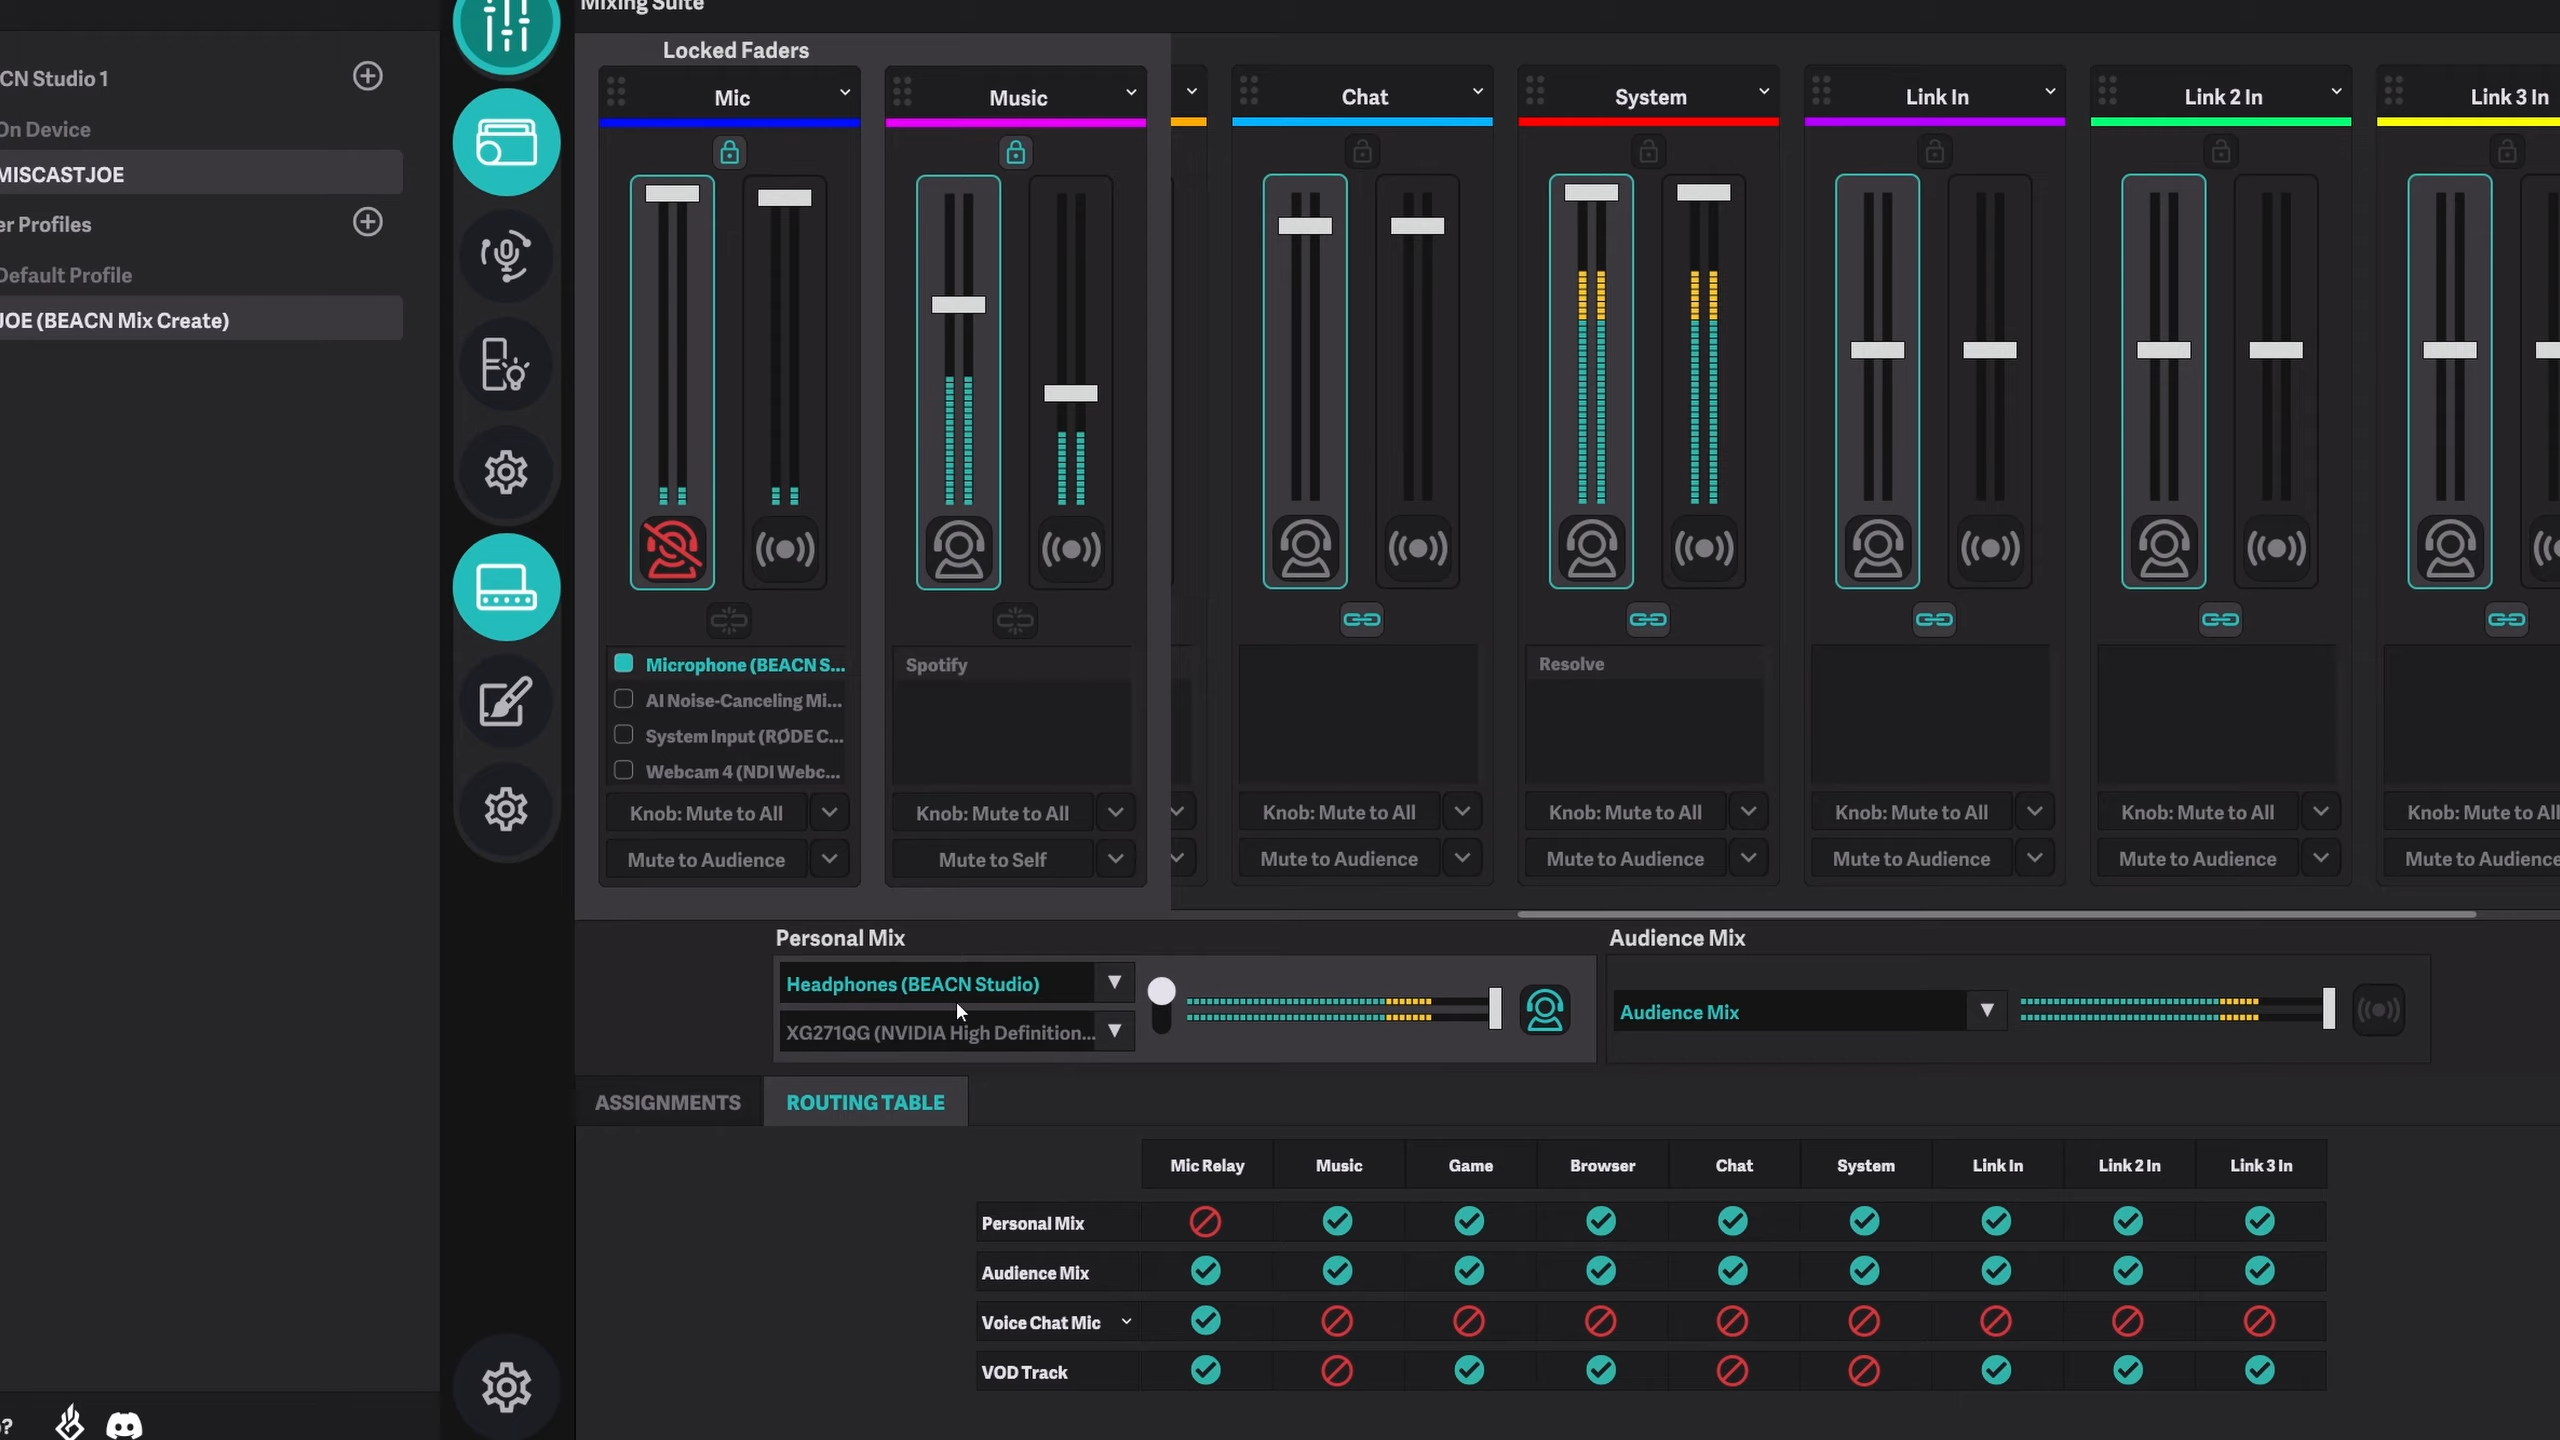 Mixing Suite
CN Studio 1
On Device
MISCASTJOE
er Profiles
Default Profile
JOE (BEACN Mix Create)
?
Locked Faders
Mic
Music
Chat
System
Link In
Link 2 In
Link 3 In
Microphone (BEACN S...
AI Noise-Canceling Mi...
System Input (RØDE C...
Webcam 4 (NDI Webc...
Spotify
Resolve
Knob: Mute to All
Knob: Mute to All
Knob: Mute to All
Knob: Mute to All
Knob: Mute to All
Knob: Mute to All
Knob: Mute to All
Mute to Audience
Mute to Self
Mute to Audience
Mute to Audience
Mute to Audience
Mute to Audience
Mute to Audience
Personal Mix
Headphones (BEACN Studio)
XG271QG (NVIDIA High Definition...
Audience Mix
Audience Mix
ASSIGNMENTS
ROUTING TABLE
Mic Relay Music Game Browser Chat System Link In Link 2 In Link 3 In
Personal Mix
Audience Mix
Voice Chat Mic
VOD Track